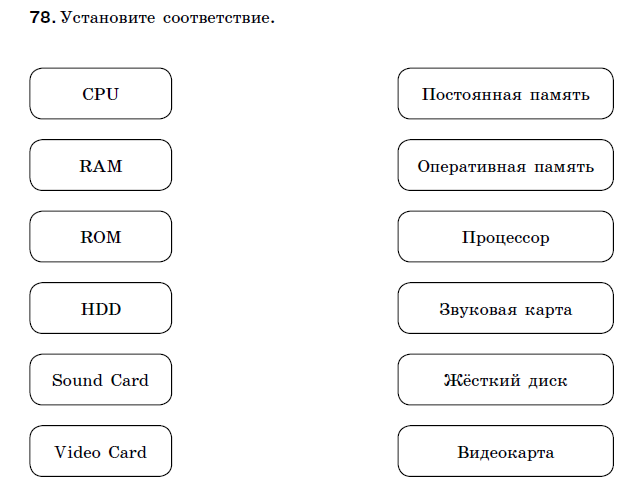 78. Установите соответствие.
CPU Постоянная память
RAM Оперативная память
ROM Процессор
HDD Звуковая карта
Sound Card Жёсткий диск
Video Card Видеокарта